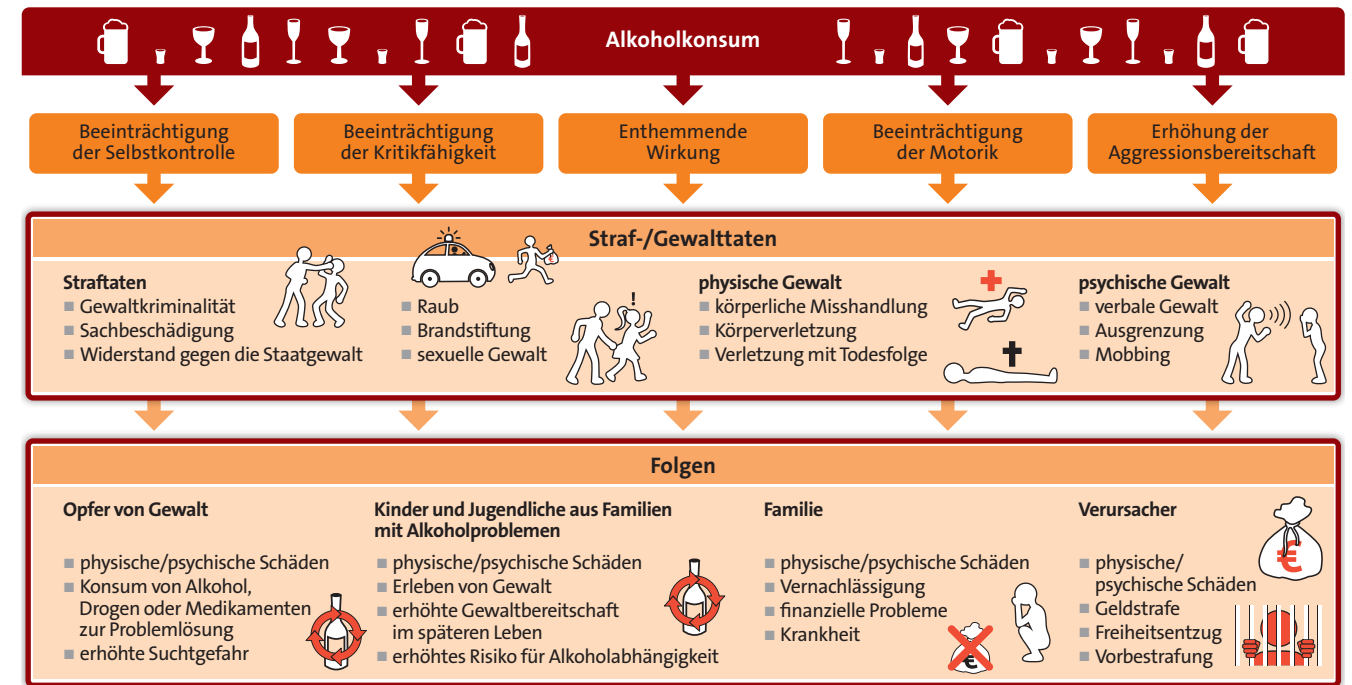 Alkoholkonsum
Beeinträchtigung
der Selbstkontrolle
Beeinträchtigung
der Kritikfähigkeit
Enthemmende
Wirkung
Beeinträchtigung
der Motorik
Erhöhung der
Aggressionsbereitschaft
Straf-/Gewalttaten
Straftaten
Gewaltkriminalität
Sachbeschädigung
Widerstand gegen die Staatgewalt
Raub
Brandstiftung
sexuelle Gewalt
!
physische Gewalt
körperliche Misshandlung
Körperverletzung
Verletzung mit Todesfolge
psychische Gewalt
verbale Gewalt
Ausgrenzung
Mobbing
Folgen
Opfer von Gewalt
physische/psychische Schäden
Konsum von Alkohol,
Drogen oder Medikamenten
zur Problemlösung
erhöhte Suchtgefahr
Kinder und Jugendliche aus Familien
mit Alkoholproblemen
physische/psychische Schäden
Erleben von Gewalt
erhöhte Gewaltbereitschaft
im späteren Leben
erhöhtes Risiko für Alkoholabhängigkeit
Familie
physische/psychische Schäden
Vernachlässigung
finanzielle Probleme
Krankheit
€
Verursacher
physische/
psychische Schäden
Geldstrafe
Freiheitsentzug
Vorbestrafung
€